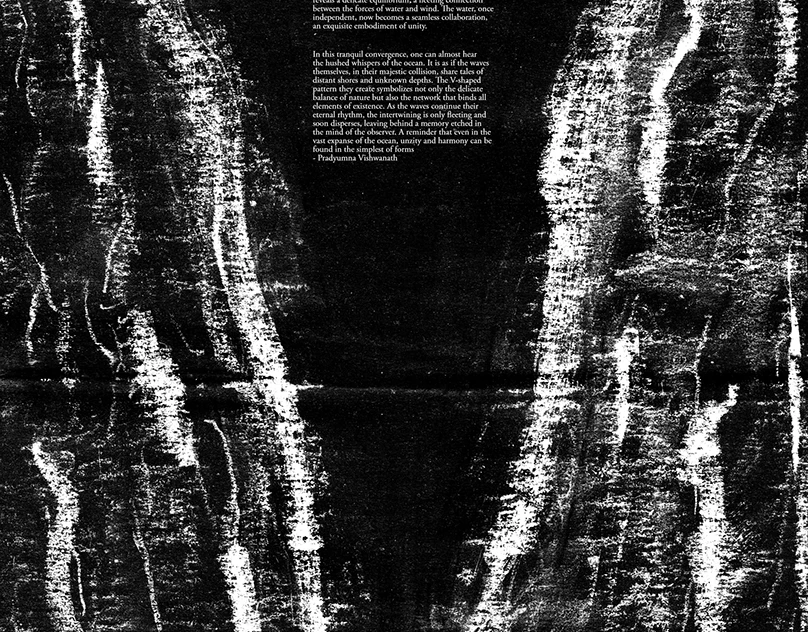 reveals a delicate equilibrium, a fleeting connection
between the forces of water and wind. The water, once
independent, now becomes a seamless collaboration,
an exquisite embodiment of unity.
In this tranquil convergence, one can almost hear
the hushed whispers of the ocean. It is as if the waves
themselves, in their majestic collision, share tales of
distant shores and unknown depths. The V-shaped
pattern they create symbolizes not only the delicate
balance of nature but also the network that binds all
elements of existence. As the waves continue their
eternal rhythm, the intertwining is only fleeting and
soon disperses, leaving behind a memory etched in
the mind of the observer. A reminder that even in the
vast expanse of the ocean, unzity and harmony can be
found in the simplest of forms
- Pradyumna Vishwanath